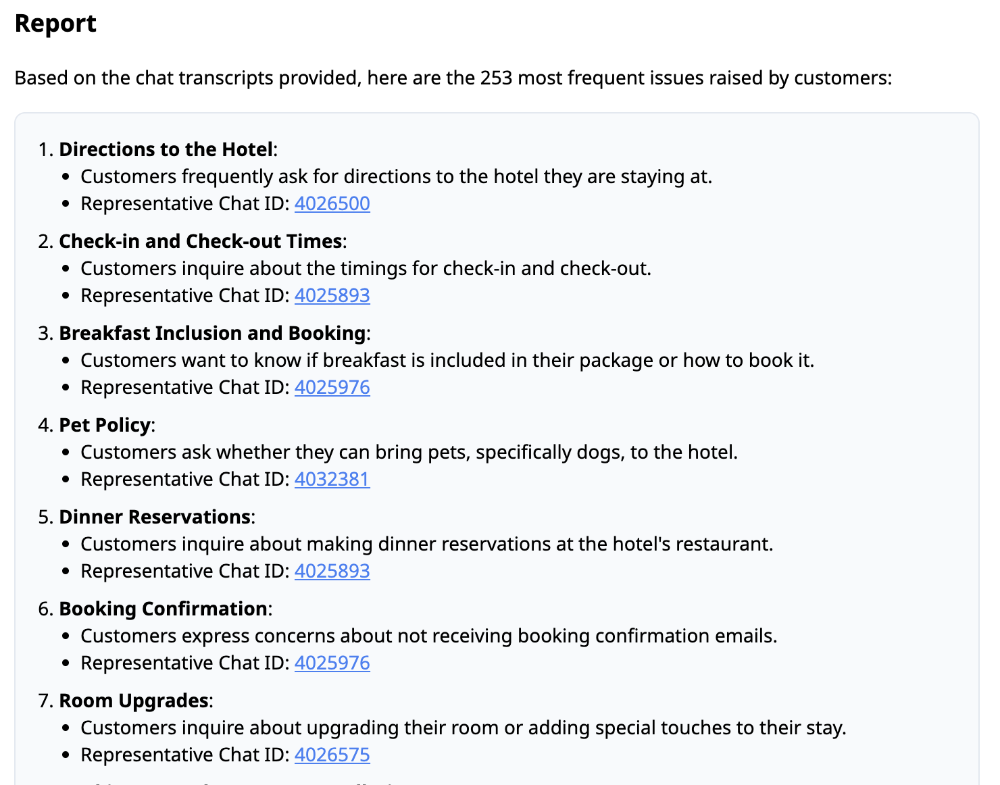 Report
Based on the chat transcripts provided, here are the 253 most frequent issues raised by customers:
1. Directions to the Hotel:
• Customers frequently ask for directions to the hotel they are staying at.
• Representative Chat ID: 4026500
2. Check-in and Check-out Times:
• Customers inquire about the timings for check-in and check-out.
• Representative Chat ID: 4025893
3. Breakfast Inclusion and Booking:
• Customers want to know if breakfast is included in their package or how to book it.
• Representative Chat ID: 4025976
4. Pet Policy:
• Customers ask whether they can bring pets, specifically dogs, to the hotel.
• Representative Chat ID: 4032381
5. Dinner Reservations:
• Customers inquire about making dinner reservations at the hotel's restaurant.
• Representative Chat ID: 4025893
6. Booking Confirmation:
• Customers express concerns about not receiving booking confirmation emails.
• Representative Chat ID: 4025976
7. Room Upgrades:
• Customers inquire about upgrading their room or adding special touches to their stay.
• Representative Chat ID: 4026575